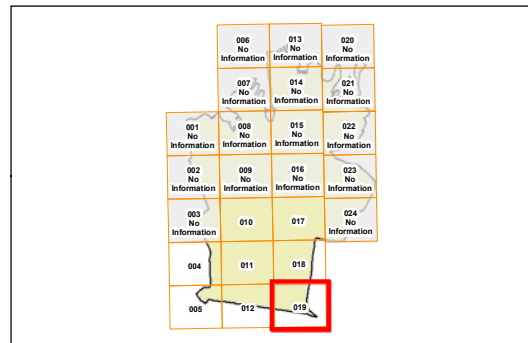 006 013 020
No No No
Information Information Information
007 014 021
No No No
Information Information Information
001 008 015 022
No No No No
Information Information Information Information
002 009 016 023
No No No No
Information Information Information Information
003 010 017 024
No No
Information Information
004 011 018
005 012 019